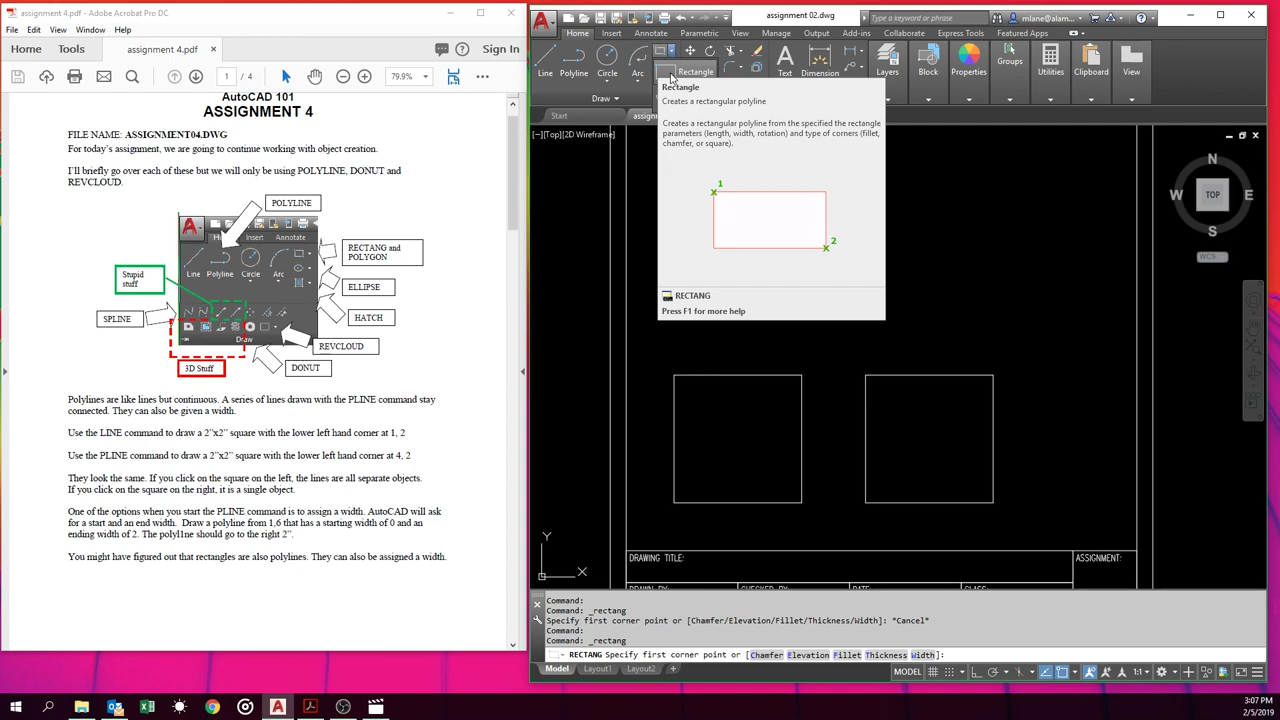 assignment 4.pdf - Adobe Acrobat Pro DC
File Edit View Window Help
Home Tools assignment 4.pdf × Sign In
1 / 4 79.9%
AutoCAD 101
ASSIGNMENT 4
FILE NAME: ASSIGNMENT04.DWG
For today's assignment, we are going to continue working with object creation.
I'll briefly go over each of these but we will only be using POLYLINE, DONUT and
REVCLOUD.
POLYLINE
Insert Annotate
RECTANG and
POLYGON
Line Polyline Circle Arc
Stupid
stuff
ELLIPSE
SPLINE
HATCH
Draw
REVCLOUD
3D Stuff
DONUT
Polylines are like lines but continuous. A series of lines drawn with the PLINE command stay
connected. They can also be given a width.
Use the LINE command to draw a 2"x2" square with the lower left hand corner at 1, 2
Use the PLINE command to draw a 2"x2" square with the lower left hand corner at 4, 2
They look the same. If you click on the square on the left, the lines are all separate objects.
If you click on the square on the right, it is a single object.
One of the options when you start the PLINE command is to assign a width. AutoCAD will ask
for a start and an end width. Draw a polyline from 1,6 that has a starting width of 0 and an
ending width of 2. The polyl1ne should go to the right 2".
You might have figured out that rectangles are also polylines. They can also be assigned a width.
assignment 02.dwg
Type a keyword or phrase
mlane@alam...
Home Insert Annotate Parametric View Manage Output Add-ins Collaborate Express Tools Featured Apps
Line Polyline Circle Arc
Rectangle
Text Dimension Layers Block Properties Groups Utilities Clipboard View
Draw
Start
[−][Top][2D Wireframe]
Rectangle
Creates a rectangular polyline
Creates a rectangular polyline from the specified the rectangle
parameters (length, width, rotation) and type of corners (fillet,
chamfer, or square).
1
2
RECTANG
Press F1 for more help
N
W TOP E
S
WCS
Y
X
DRAWING TITLE: ASSIGNMENT:
DRAWN BY: CHECKED BY: DATE: CLASS:
Command:
Command: _rectang
Specify first corner point or [Chamfer/Elevation/Fillet/Thickness/Width]: *Cancel*
Command:
Command: _rectang
RECTANG Specify first corner point or [Chamfer Elevation Fillet Thickness Width]:
Model Layout1 Layout2 +
MODEL 1:1
3:07 PM
2/5/2019